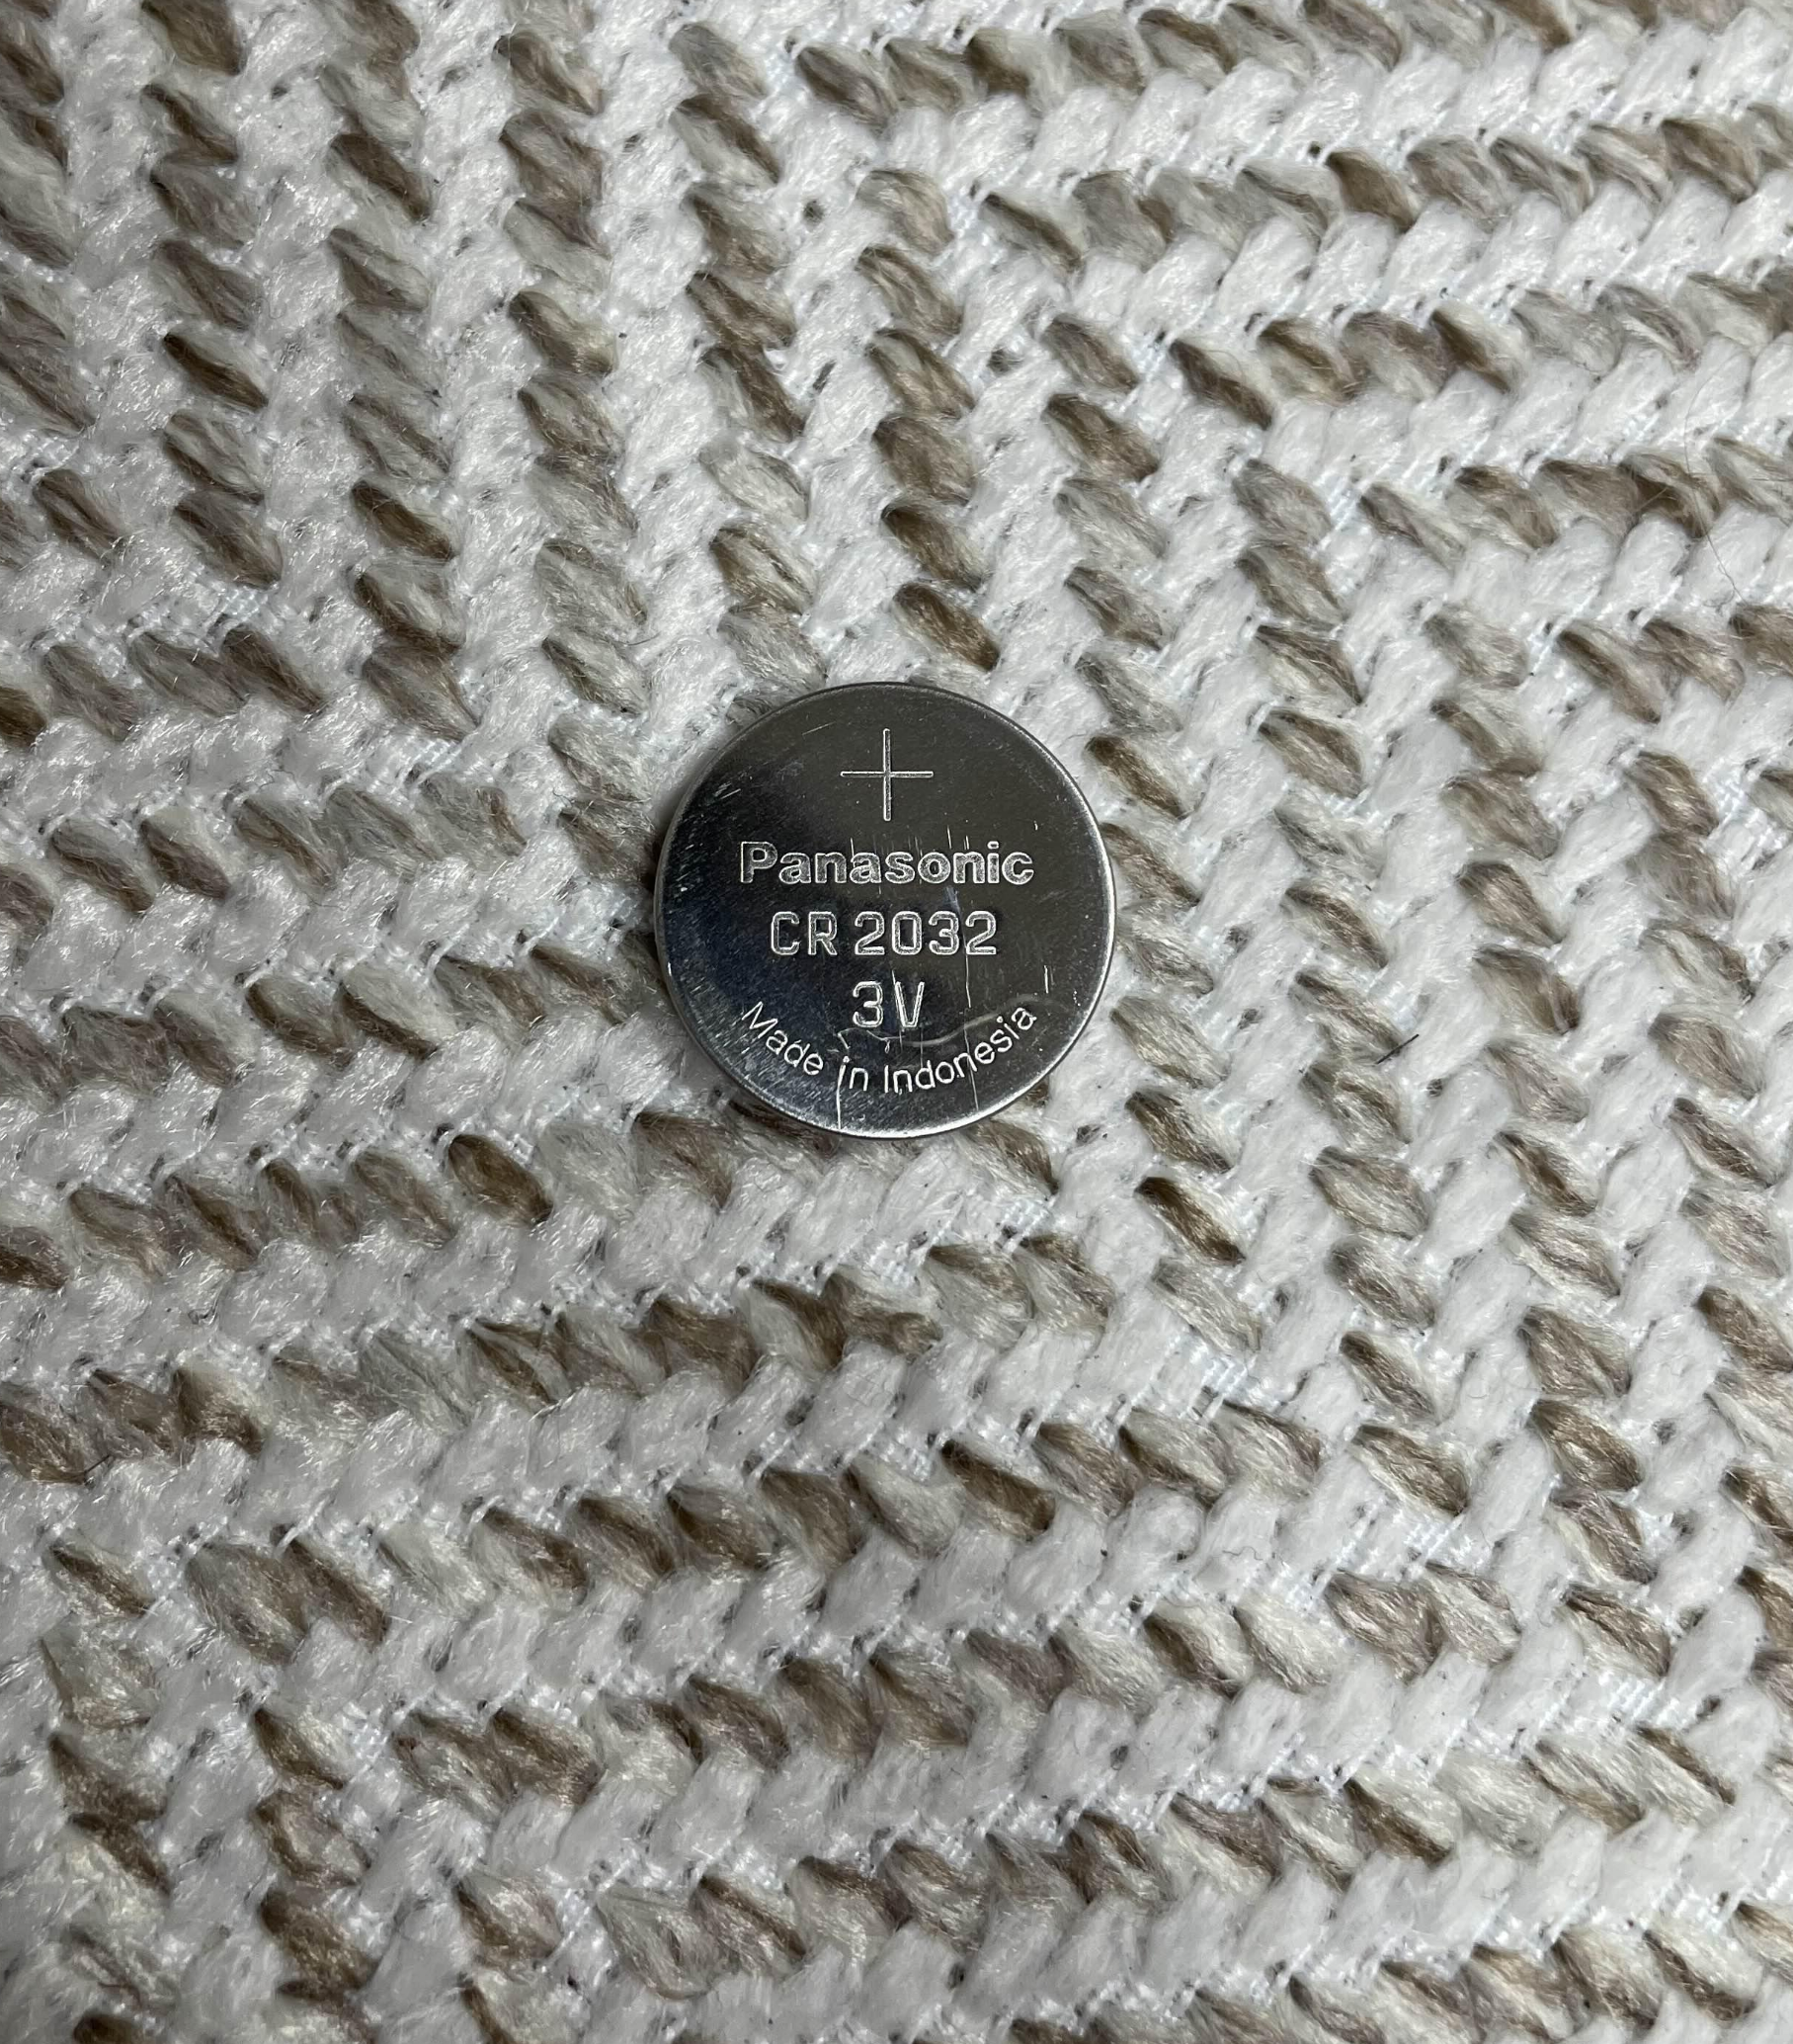 +
Panasonic
CR 2032
3V
Made in Indonesia